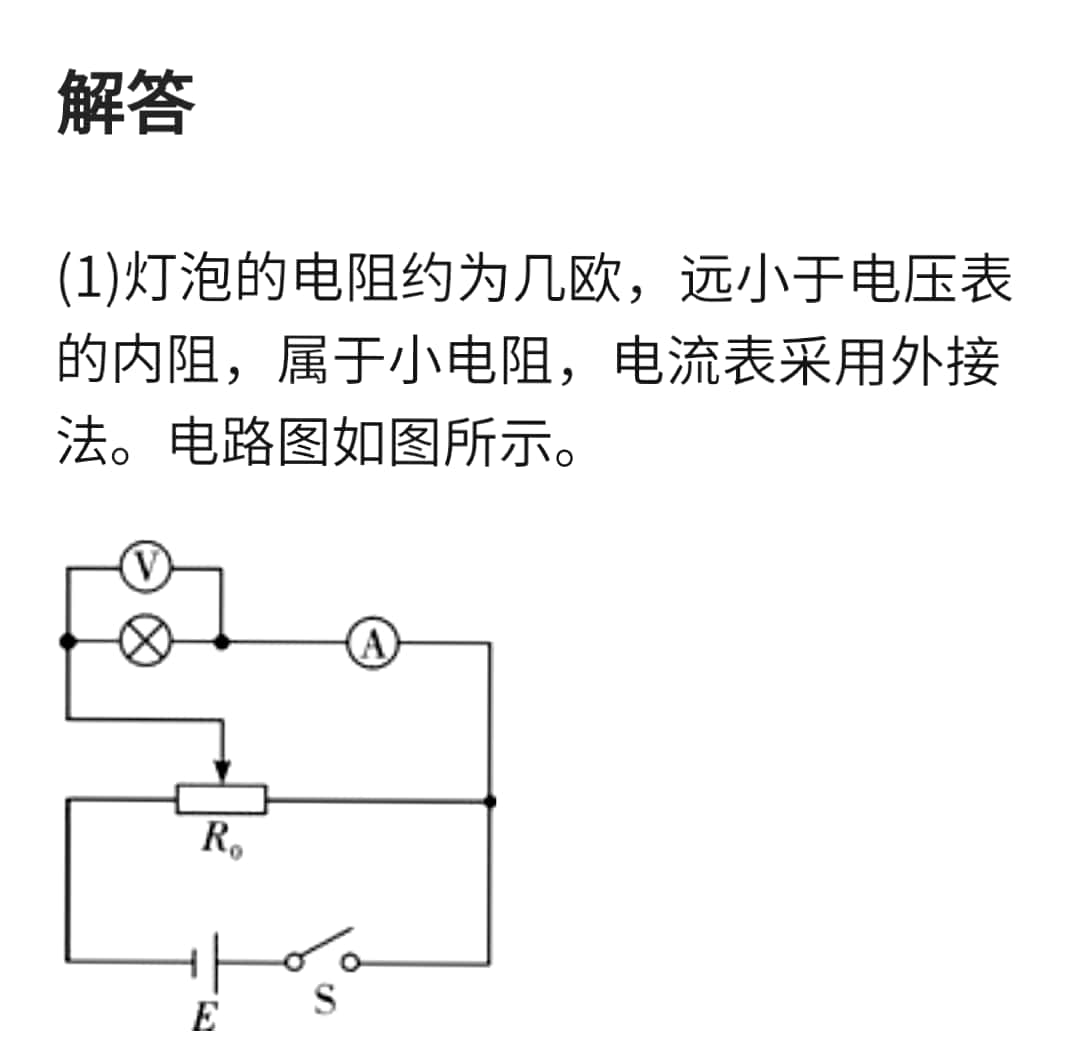 解答
(1)灯泡的电阻约为几欧，远小于电压表
的内阻，属于小电阻，电流表采用外接
法。电路图如图所示。
V
A
R₀
S
E